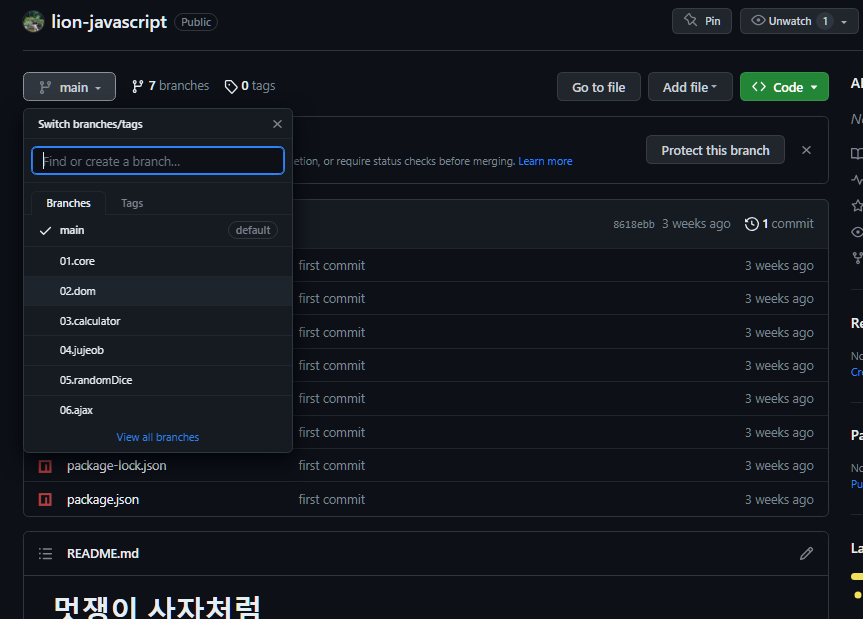 lion-javascript Public
Pin
Unwatch 1
main
7 branches
0 tags
Go to file
Add file
Code
Switch branches/tags
Find or create a branch...
etion, or require status checks before merging. Learn more
Protect this branch
Branches
Tags
main default
01.core
02.dom
03.calculator
04.jujeob
05.randomDice
06.ajax
View all branches
8618ebb 3 weeks ago 1 commit
first commit 3 weeks ago
first commit 3 weeks ago
first commit 3 weeks ago
first commit 3 weeks ago
first commit 3 weeks ago
first commit 3 weeks ago
package-lock.json first commit 3 weeks ago
package.json first commit 3 weeks ago
README.md
멋쟁이 사자처럼